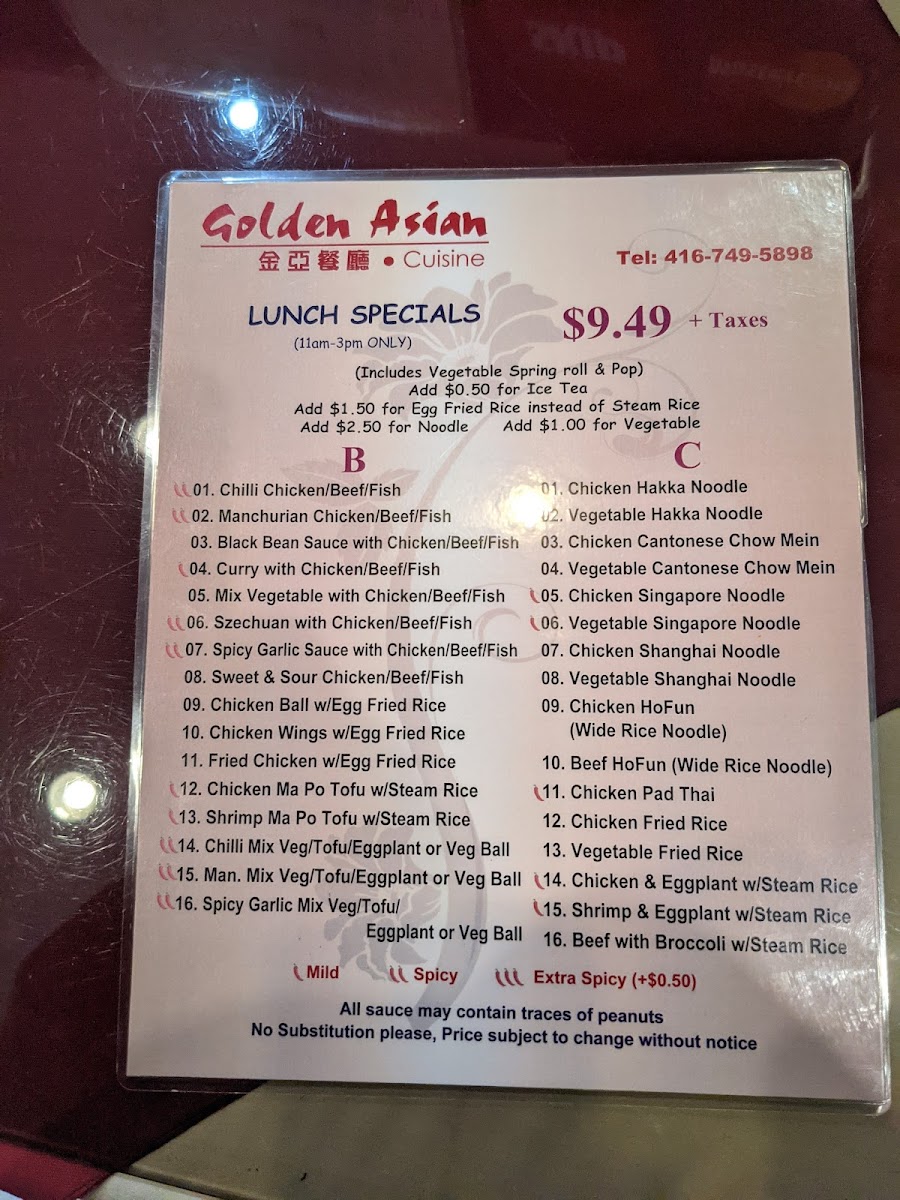 Golden Asian
金亞餐廳 • Cuisine
Tel: 416-749-5898
LUNCH SPECIALS
(11am-3pm ONLY)
$9.49 + Taxes
(Includes Vegetable Spring roll & Pop)
Add $0.50 for Ice Tea
Add $1.50 for Egg Fried Rice instead of Steam Rice
Add $2.50 for Noodle Add $1.00 for Vegetable
B
01. Chilli Chicken/Beef/Fish
02. Manchurian Chicken/Beef/Fish
03. Black Bean Sauce with Chicken/Beef/Fish
04. Curry with Chicken/Beef/Fish
05. Mix Vegetable with Chicken/Beef/Fish
06. Szechuan with Chicken/Beef/Fish
07. Spicy Garlic Sauce with Chicken/Beef/Fish
08. Sweet & Sour Chicken/Beef/Fish
09. Chicken Ball w/Egg Fried Rice
10. Chicken Wings w/Egg Fried Rice
11. Fried Chicken w/Egg Fried Rice
12. Chicken Ma Po Tofu w/Steam Rice
13. Shrimp Ma Po Tofu w/Steam Rice
14. Chilli Mix Veg/Tofu/Eggplant or Veg Ball
15. Man. Mix Veg/Tofu/Eggplant or Veg Ball
16. Spicy Garlic Mix Veg/Tofu/
Eggplant or Veg Ball
C
01. Chicken Hakka Noodle
02. Vegetable Hakka Noodle
03. Chicken Cantonese Chow Mein
04. Vegetable Cantonese Chow Mein
05. Chicken Singapore Noodle
06. Vegetable Singapore Noodle
07. Chicken Shanghai Noodle
08. Vegetable Shanghai Noodle
09. Chicken HoFun
(Wide Rice Noodle)
10. Beef HoFun (Wide Rice Noodle)
11. Chicken Pad Thai
12. Chicken Fried Rice
13. Vegetable Fried Rice
14. Chicken & Eggplant w/Steam Rice
15. Shrimp & Eggplant w/Steam Rice
16. Beef with Broccoli w/Steam Rice
Mild Spicy Extra Spicy (+$0.50)
All sauce may contain traces of peanuts
No Substitution please, Price subject to change without notice